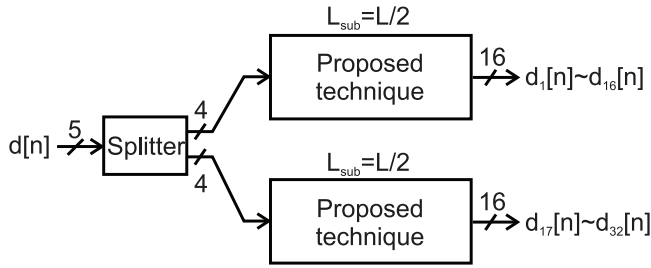 L_sub=L/2
Proposed technique
16
d_1[n]~d_16[n]
4
5
d[n]
Splitter
4
L_sub=L/2
Proposed technique
16
d_17[n]~d_32[n]